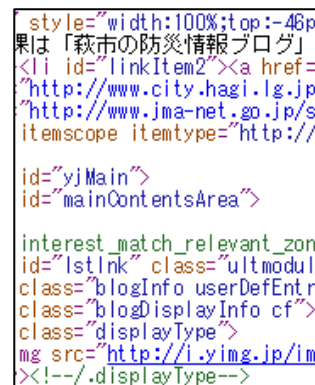 style="width:100%;top:-46p
果は「萩市の防災情報ブログ」
<li id="linkItem2"><a href=
"http://www.city.hagi.lg.jp
"http://www.jma-net.go.jp/s
itemscope itemtype="http://
id="yjMain">
id="mainContentsArea">
interest_match_relevant_zon
id="lstlnk" class="ultmodul
class="blogInfo userDefEntr
class="blogDisplayInfo cf">
class="displayType">
mg src="http://i.yimg.jp/im
><!--/.displayType-->